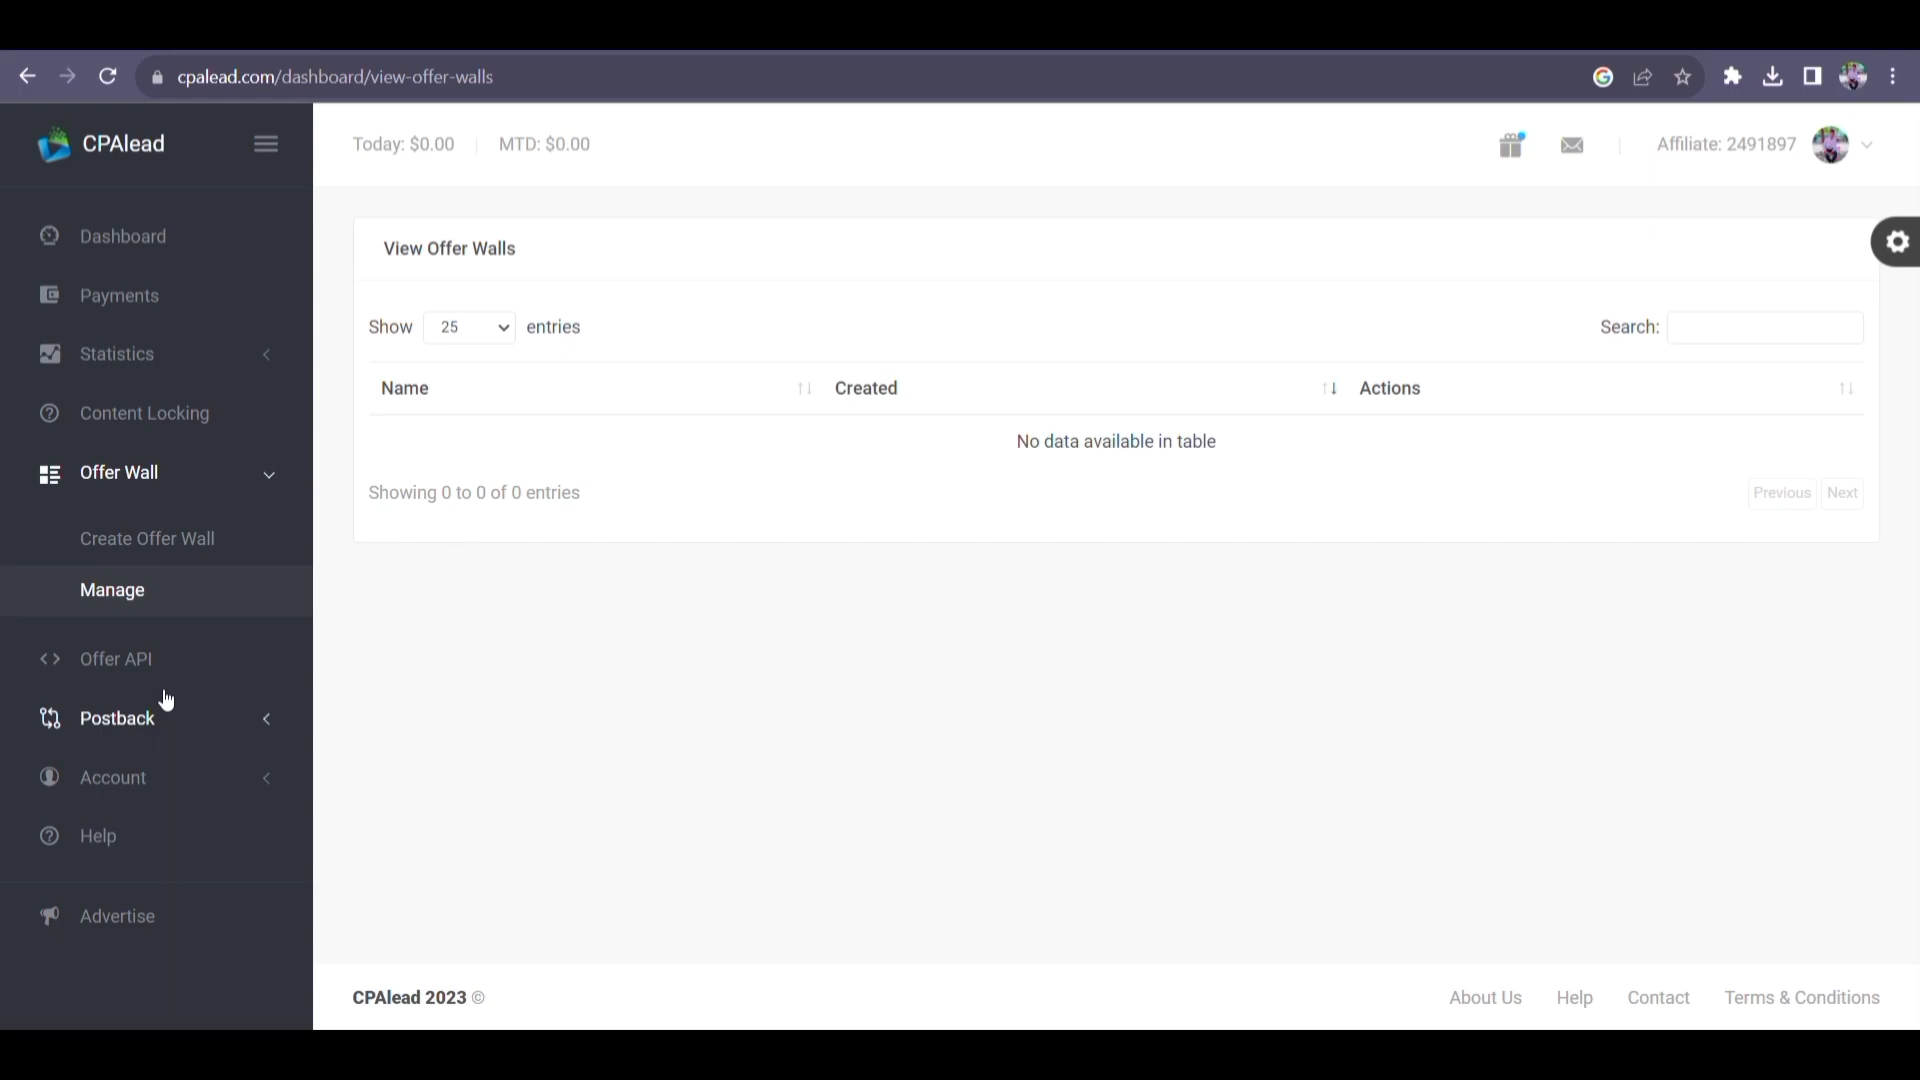 cpalead.com/dashboard/view-offer-walls
CPAlead
Today: $0.00
MTD: $0.00
Affiliate: 2491897
Dashboard
Payments
Statistics
Content Locking
Offer Wall
Create Offer Wall
Manage
Offer API
Postback
Account
Help
Advertise
View Offer Walls
Show 25 entries
Search:
Name Created Actions
No data available in table
Showing 0 to 0 of 0 entries
Previous Next
CPAlead 2023 ©
About Us Help Contact Terms & Conditions